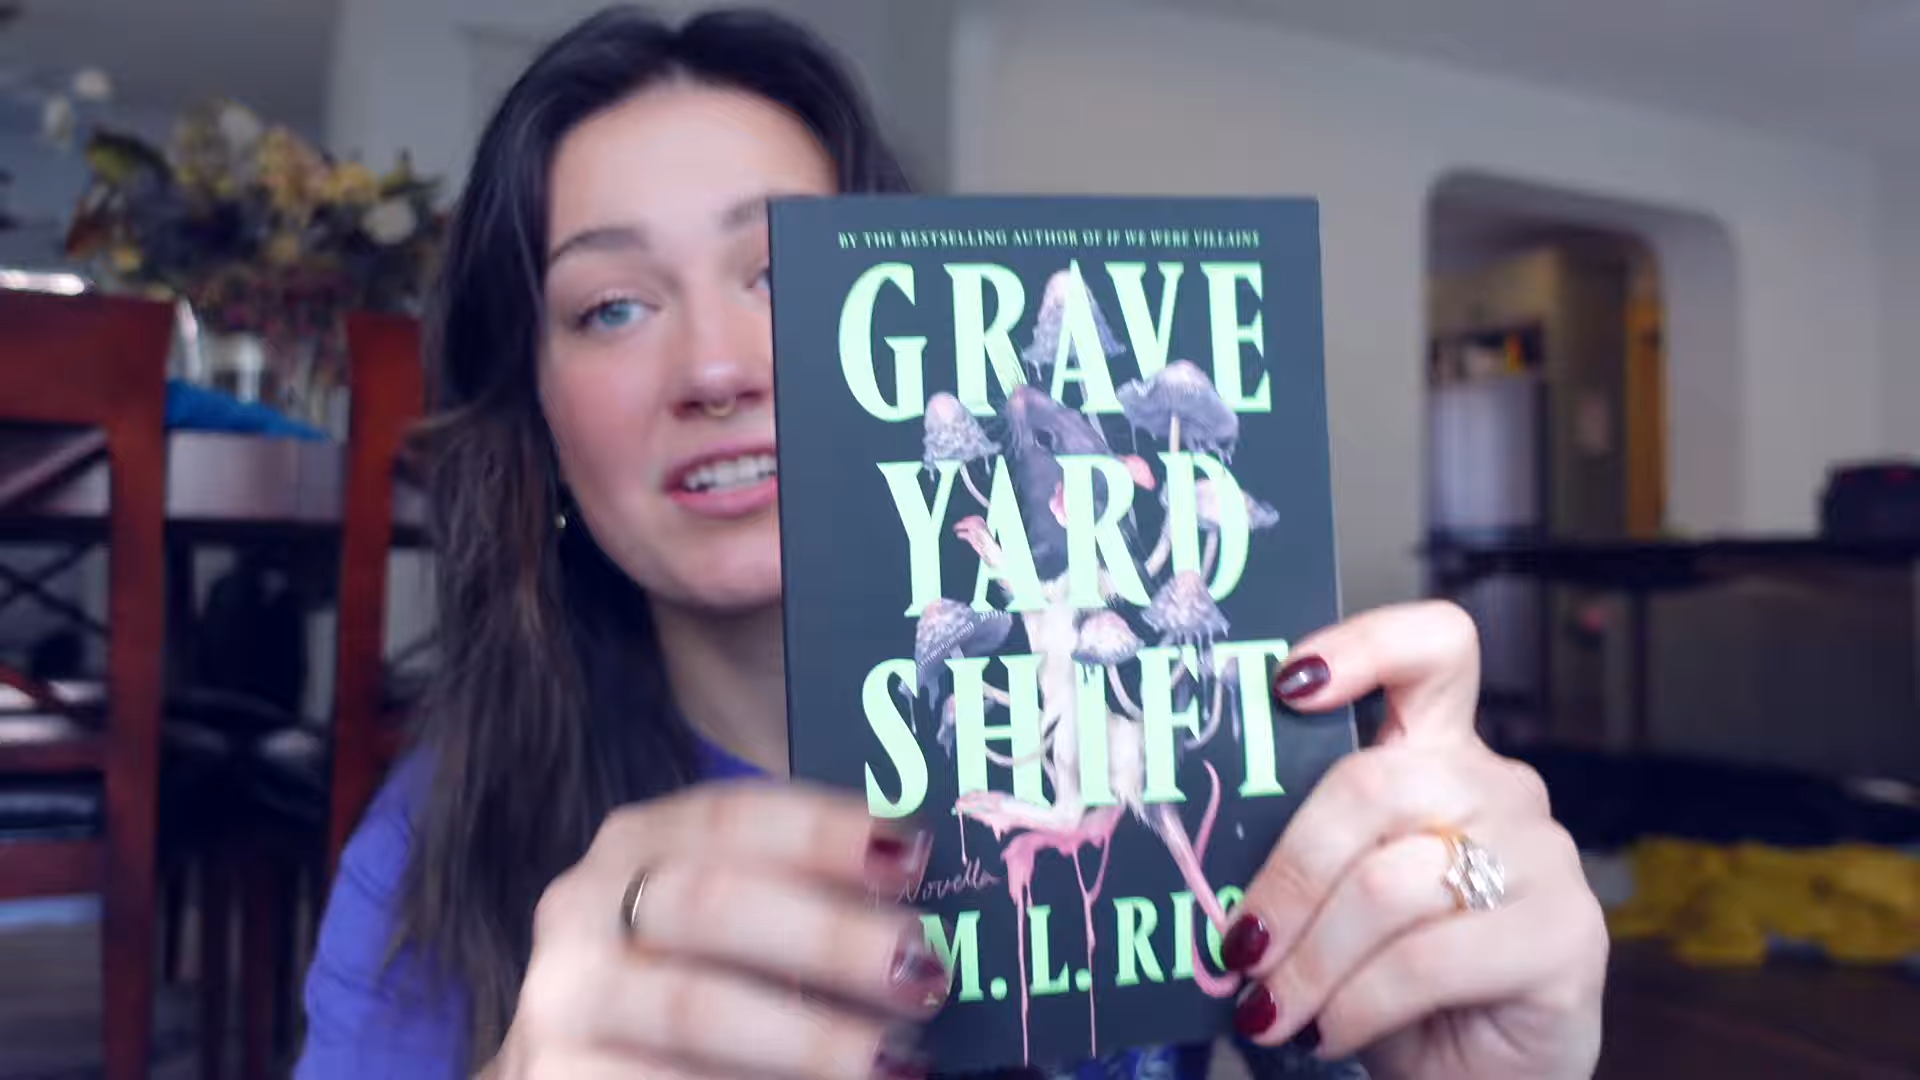 BY THE BESTSELLING AUTHOR OF IF WE WERE VILLAINS
GRAVE
YARD
SHIFT
A Novella
M. L. RIO